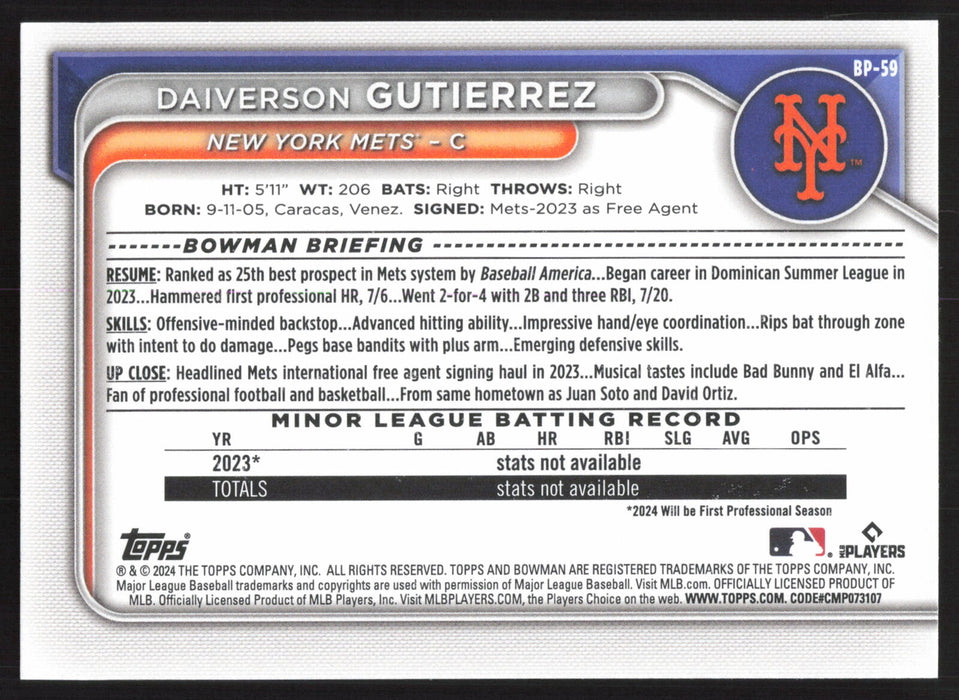 BP-59
DAIVERSON GUTIERREZ
NEW YORK METS™ – C
NY™
HT: 5'11" WT: 206 BATS: Right THROWS: Right
BORN: 9-11-05, Caracas, Venez. SIGNED: Mets-2023 as Free Agent
BOWMAN BRIEFING
RESUME: Ranked as 25th best prospect in Mets system by Baseball America...Began career in Dominican Summer League in
2023...Hammered first professional HR, 7/6...Went 2-for-4 with 2B and three RBI, 7/20.
SKILLS: Offensive-minded backstop...Advanced hitting ability...Impressive hand/eye coordination...Rips bat through zone
with intent to do damage...Pegs base bandits with plus arm...Emerging defensive skills.
UP CLOSE: Headlined Mets international free agent signing haul in 2023...Musical tastes include Bad Bunny and El Alfa...
Fan of professional football and basketball...From same hometown as Juan Soto and David Ortiz.
MINOR LEAGUE BATTING RECORD
YR G AB HR RBI SLG AVG OPS
2023* stats not available
TOTALS stats not available
*2024 Will be First Professional Season
Topps®
MLB PLAYERS
® & © 2024 THE TOPPS COMPANY, INC. ALL RIGHTS RESERVED. TOPPS AND BOWMAN ARE REGISTERED TRADEMARKS OF THE TOPPS COMPANY, INC.
Major League Baseball trademarks and copyrights are used with permission of Major League Baseball. Visit MLB.com. OFFICIALLY LICENSED PRODUCT OF
MLB. Officially Licensed Product of MLB Players, Inc. Visit MLBPLAYERS.COM, the Players Choice on the web. WWW.TOPPS.COM. CODE#CMP073107